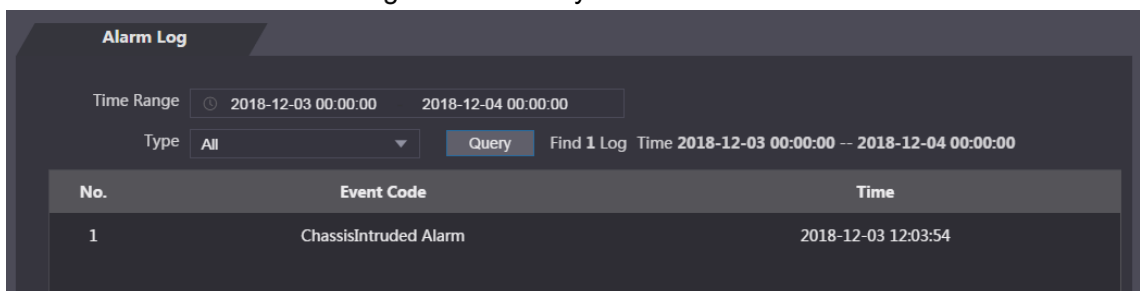 Alarm Log
Time Range 2018-12-03 00:00:00 2018-12-04 00:00:00
Type All Query Find 1 Log Time 2018-12-03 00:00:00 -- 2018-12-04 00:00:00
No. Event Code Time
1 ChassisIntruded Alarm 2018-12-03 12:03:54